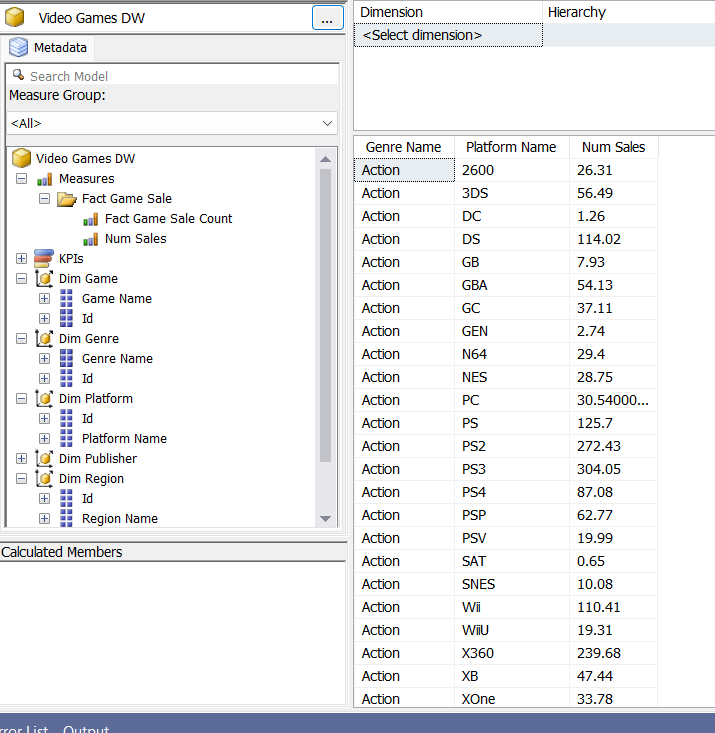 Video Games DW
...
Metadata
Search Model
Measure Group:
<All>
Video Games DW
Measures
Fact Game Sale
Fact Game Sale Count
Num Sales
KPIs
Dim Game
Game Name
Id
Dim Genre
Genre Name
Id
Dim Platform
Id
Platform Name
Dim Publisher
Dim Region
Id
Region Name
Calculated Members
Dimension Hierarchy
<Select dimension>
Genre Name Platform Name Num Sales
Action 2600 26.31
Action 3DS 56.49
Action DC 1.26
Action DS 114.02
Action GB 7.93
Action GBA 54.13
Action GC 37.11
Action GEN 2.74
Action N64 29.4
Action NES 28.75
Action PC 30.54000...
Action PS 125.7
Action PS2 272.43
Action PS3 304.05
Action PS4 87.08
Action PSP 62.77
Action PSV 19.99
Action SAT 0.65
Action SNES 10.08
Action Wii 110.41
Action WiiU 19.31
Action X360 239.68
Action XB 47.44
Action XOne 33.78
rror List Output